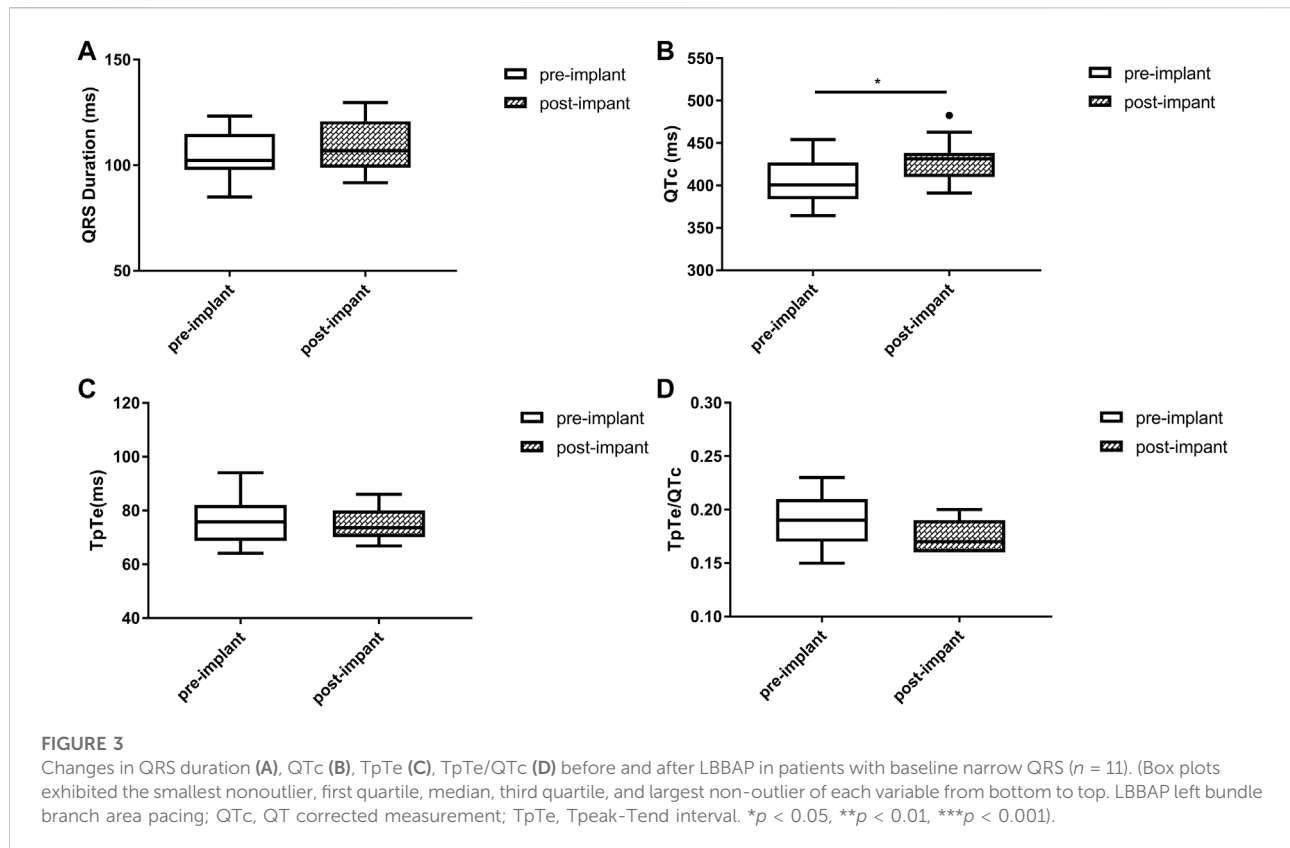 A
150
100
50
QRS Duration (ms)
pre-implant
post-impant
pre-implant
post-impant
B
550
500
450
400
350
300
QTc (ms)
*
pre-implant
post-impant
pre-implant
post-impant
C
120
100
80
60
40
TpTe(ms)
pre-implant
post-impant
pre-implant
post-impant
D
0.30
0.25
0.20
0.15
0.10
TpTe/QTc
pre-implant
post-impant
pre-implant
post-impant
FIGURE 3
Changes in QRS duration (A), QTc (B), TpTe (C), TpTe/QTc (D) before and after LBBAP in patients with baseline narrow QRS (n = 11). (Box plots
exhibited the smallest nonoutlier, first quartile, median, third quartile, and largest non-outlier of each variable from bottom to top. LBBAP left bundle
branch area pacing; QTc, QT corrected measurement; TpTe, Tpeak-Tend interval. *p < 0.05, **p < 0.01, ***p < 0.001).